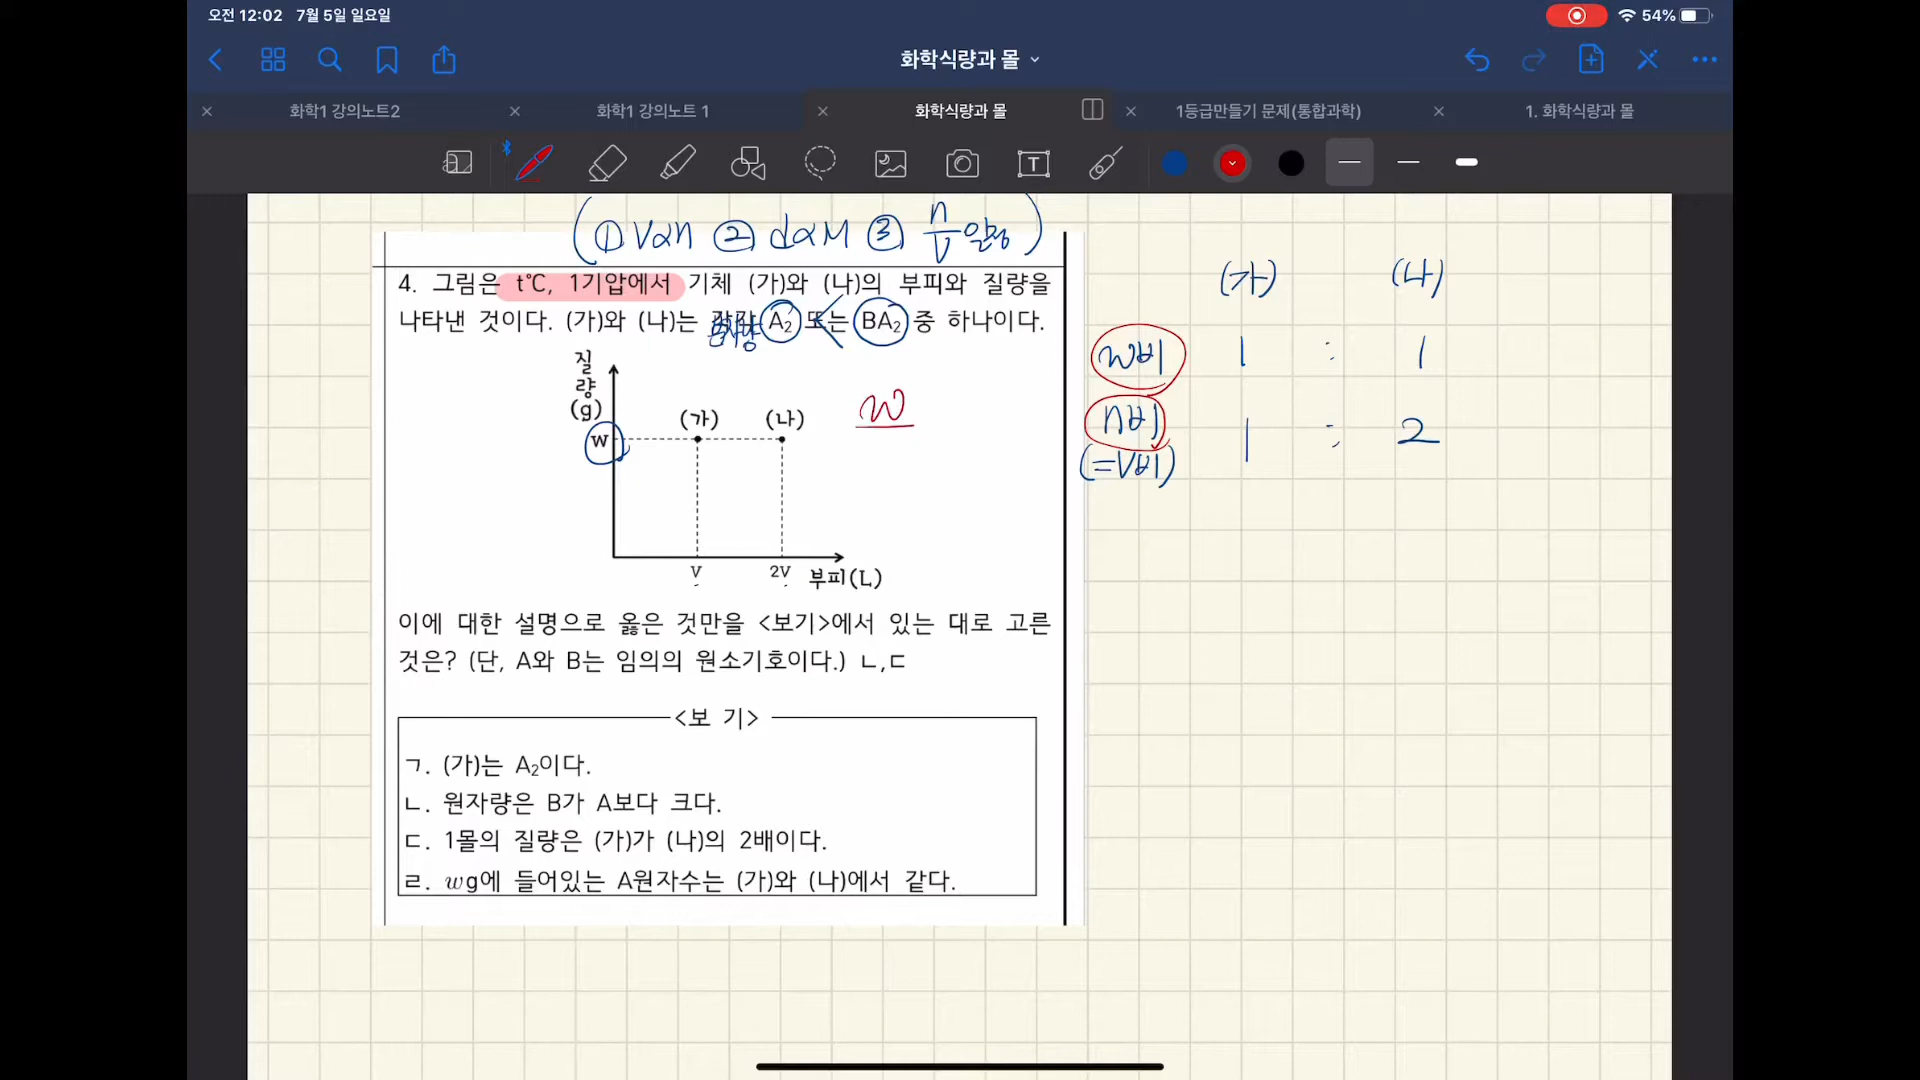 오전 12:02 7월 5일 일요일
54%
화학식량과 몰
화학1 강의노트2
화학1 강의노트 1
화학식량과 몰
1등급만들기 문제(통합과학)
1. 화학식량과 몰
(① V∝n ② d∝M ③ n/V 일정)
4. 그림은 t℃, 1기압에서 기체 (가)와 (나)의 부피와 질량을
나타낸 것이다. (가)와 (나)는 각각 A₂ 또는 BA₂ 중 하나이다.
<
질량(g)
w
(가) (나)
V 2V 부피(L)
w
(가) (나)
w비 1 : 1
n비 1 : 2
(=V비)
이에 대한 설명으로 옳은 것만을 <보기>에서 있는 대로 고른
것은? (단, A와 B는 임의의 원소기호이다.) ㄴ,ㄷ
<보 기>
ㄱ. (가)는 A₂이다.
ㄴ. 원자량은 B가 A보다 크다.
ㄷ. 1몰의 질량은 (가)가 (나)의 2배이다.
ㄹ. wg에 들어있는 A원자수는 (가)와 (나)에서 같다.